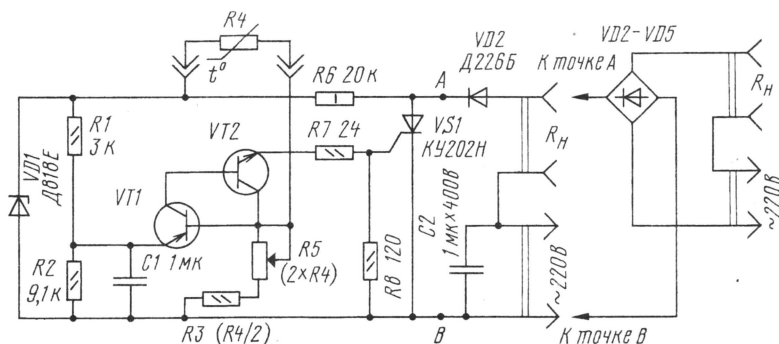 R4
t°
R6 20к
A
VD2
Д226Б
К точке А
VD2-VD5
Rн
R1
3к
VD1
Д818Е
VT2
R7 24
VS1
КУ202Н
Rн
VT1
R2
9,1к
C1 1мк
R5
(2×R4)
R8 120
C2
1мк×400В
~220В
~220В
R3 (R4/2)
В
К точке В